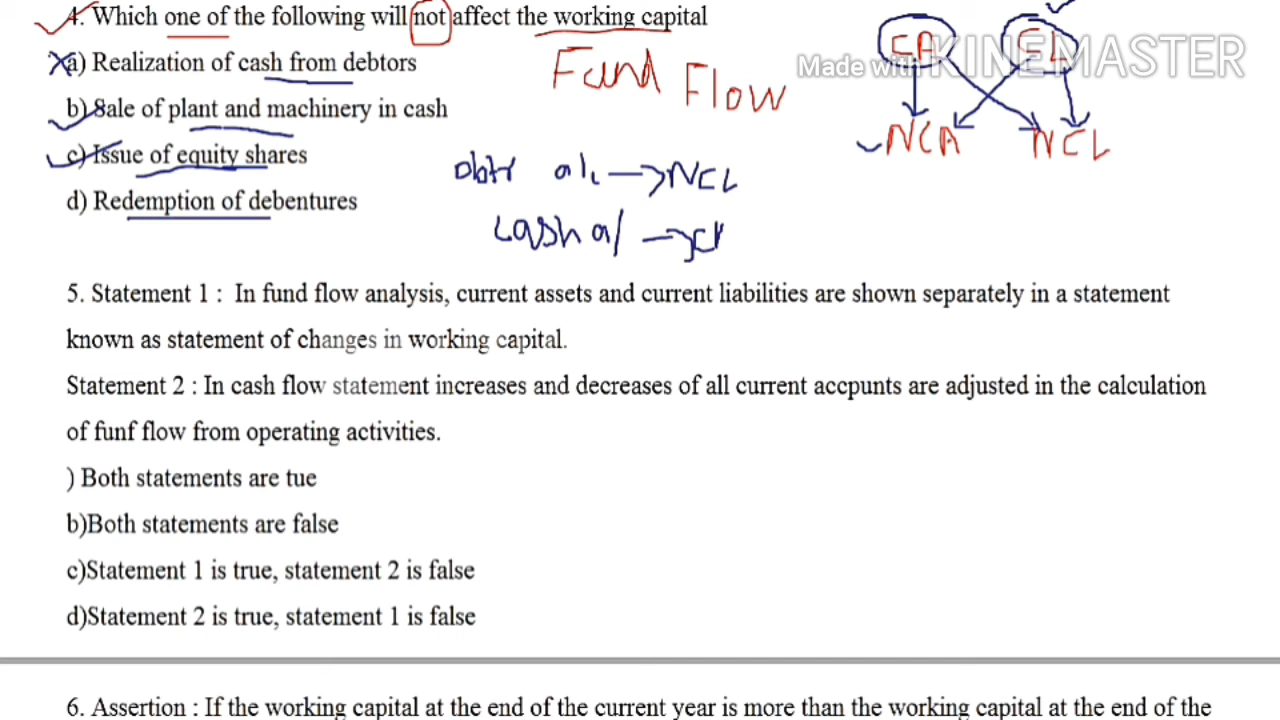 4. Which one of the following will not affect the working capital
a) Realization of cash from debtors
b) Sale of plant and machinery in cash
c) Issue of equity shares
d) Redemption of debentures
Fund Flow
CA CL
Made with KINEMASTER
NCA NCL
NCL
cash a/
5. Statement 1 : In fund flow analysis, current assets and current liabilities are shown separately in a statement
known as statement of changes in working capital.
Statement 2 : In cash flow statement increases and decreases of all current accpunts are adjusted in the calculation
of funf flow from operating activities.
) Both statements are tue
b)Both statements are false
c)Statement 1 is true, statement 2 is false
d)Statement 2 is true, statement 1 is false
6. Assertion : If the working capital at the end of the current year is more than the working capital at the end of the